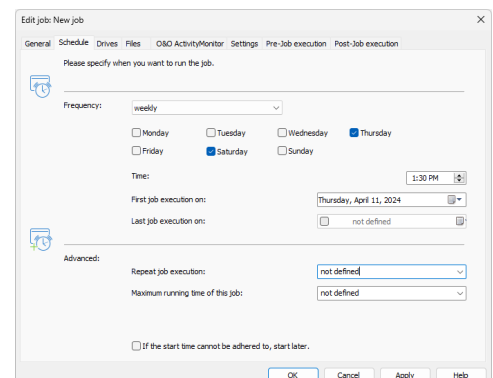 Edit job: New job
General Schedule Drives Files O&O ActivityMonitor Settings Pre-Job execution Post-Job execution
Please specify when you want to run the job.
Frequency: weekly
Monday Tuesday Wednesday Thursday
Friday Saturday Sunday
Time: 1:30 PM
First job execution on: Thursday, April 11, 2024
Last job execution on: not defined
Advanced:
Repeat job execution: not defined
Maximum running time of this job: not defined
If the start time cannot be adhered to, start later.
OK Cancel Apply Help